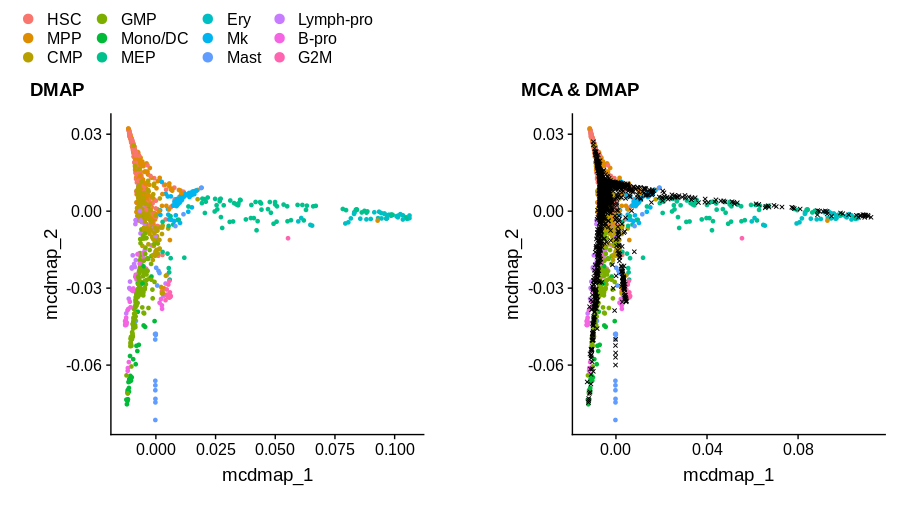 HSC GMP Ery Lymph-pro
MPP Mono/DC Mk B-pro
CMP MEP Mast G2M
DMAP
0.03
0.00
-0.03
-0.06
mcdmap_2
0.000 0.025 0.050 0.075 0.100
mcdmap_1
MCA & DMAP
0.03
0.00
-0.03
-0.06
mcdmap_2
0.00 0.04 0.08
mcdmap_1